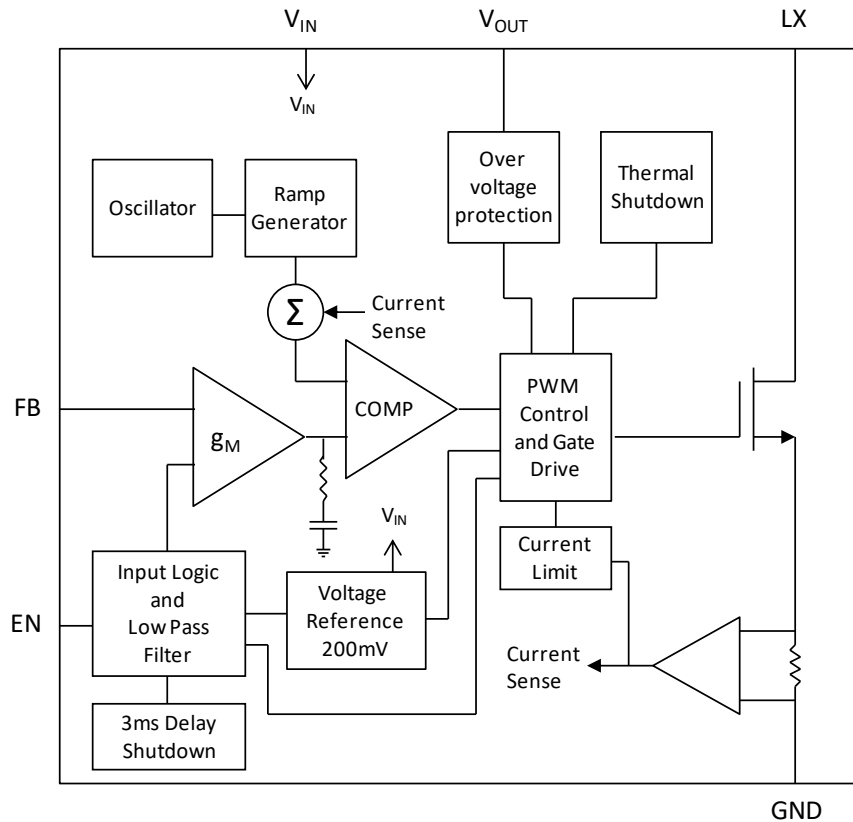 VIN
VOUT
LX
VIN
Oscillator
Ramp
Generator
Over
voltage
protection
Thermal
Shutdown
Σ
Current
Sense
FB
gM
COMP
PWM
Control
and Gate
Drive
VIN
EN
Input Logic
and
Low Pass
Filter
Voltage
Reference
200mV
Current
Limit
Current
Sense
3ms Delay
Shutdown
GND